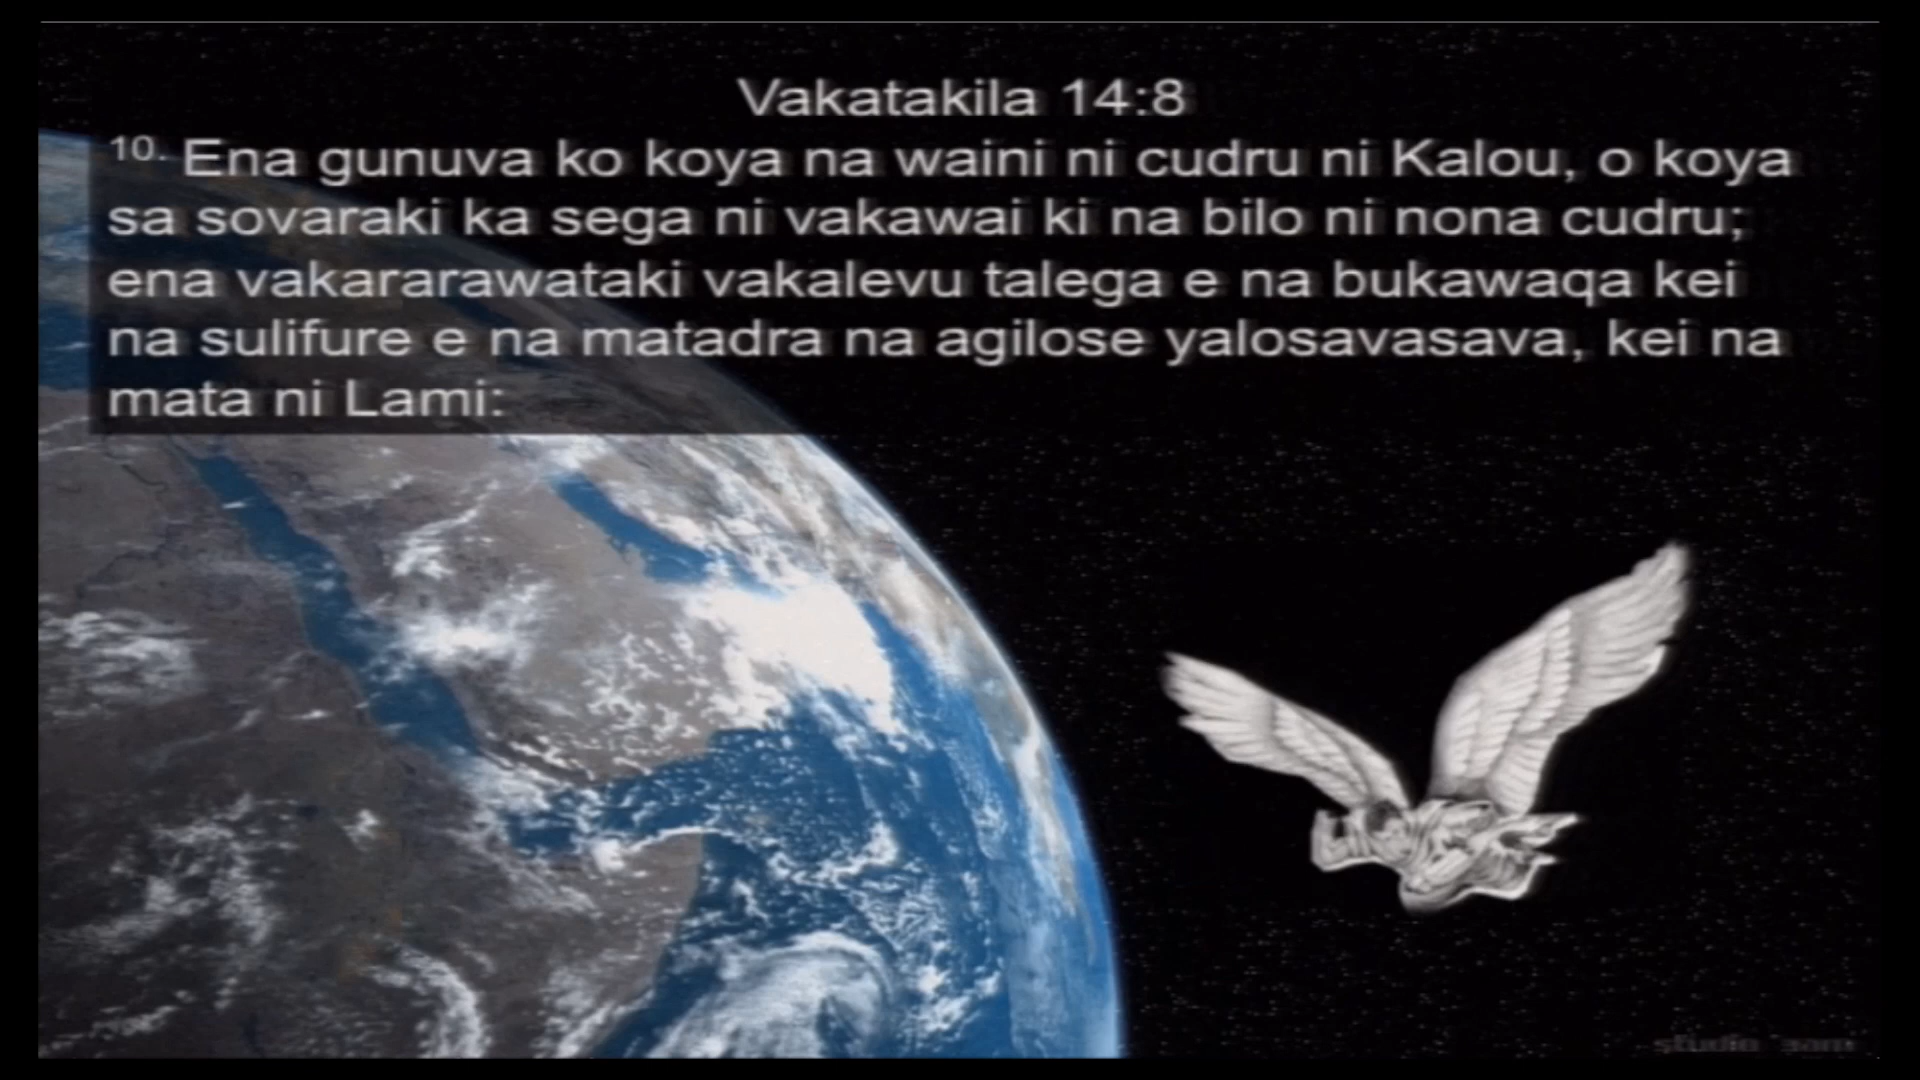 Vakatakila 14:8
10. Ena gunuva ko koya na waini ni cudru ni Kalou, o koya
sa sovaraki ka sega ni vakawai ki na bilo ni nona cudru;
ena vakararawataki vakalevu talega e na bukawaqa kei
na sulifure e na matadra na agilose yalosavasava, kei na
mata ni Lami:
studio sam